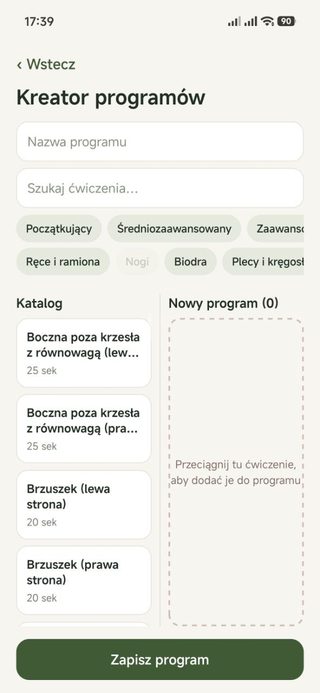 17:39
90
‹ Wstecz
Kreator programów
Nazwa programu
Szukaj ćwiczenia...
Początkujący
Średniozaawansowany
Ręce i ramiona
Nogi
Biodra
Plecy i
Katalog
Boczna poza krzesła
z równowagą (lew...
25 sek
Boczna poza krzesła
z równowagą (pra...
25 sek
Brzuszek (lewa
strona)
20 sek
Brzuszek (prawa
strona)
20 sek
Nowy program (0)
Przeciągnij tu ćwiczenie,
aby dodać je do programu
Zapisz program